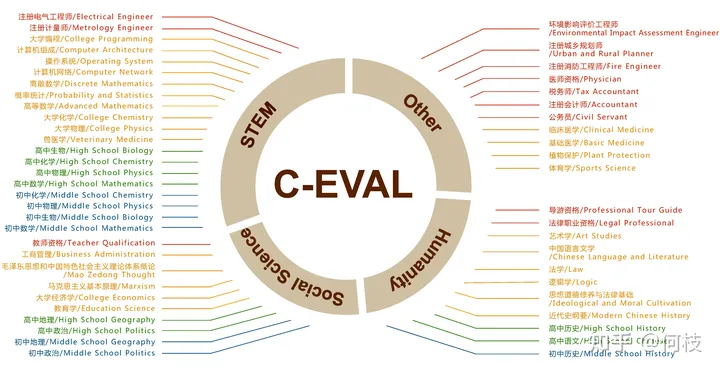 注册电气工程师/Electrical Engineer
注册计量师/Metrology Engineer
大学编程/College Programming
计算机组成/Computer Architecture
操作系统/Operating System
计算机网络/Computer Network
离散数学/Discrete Mathematics
概率统计/Probability and Statistics
高等数学/Advanced Mathematics
大学化学/College Chemistry
大学物理/College Physics
兽医学/Veterinary Medicine
高中生物/High School Biology
高中化学/High School Chemistry
高中物理/High School Physics
高中数学/High School Mathematics
初中化学/Middle School Chemistry
初中物理/Middle School Physics
初中生物/Middle School Biology
初中数学/Middle School Mathematics
教师资格/Teacher Qualification
工商管理/Business Administration
毛泽东思想和中国特色社会主义理论体系概论
/Mao Zedong Thought
马克思主义基本原理/Marxism
大学经济学/College Economics
教育学/Education Science
高中地理/High School Geography
高中政治/High School Politics
初中地理/Middle School Geography
初中政治/Middle School Politics
STEM
Other
C-EVAL
Social Science
Humanity
环境影响评价工程师
/Environmental Impact Assessment Engineer
注册城乡规划师
/Urban and Rural Planner
注册消防工程师/Fire Engineer
医师资格/Physician
税务师/Tax Accountant
注册会计师/Accountant
公务员/Civil Servant
临床医学/Clinical Medicine
基础医学/Basic Medicine
植物保护/Plant Protection
体育学/Sports Science
导游资格/Professional Tour Guide
法律职业资格/Legal Professional
艺术学/Art Studies
中国语言文学
/Chinese Language and Literature
法学/Law
逻辑学/Logic
思想道德修养与法律基础
/Ideological and Moral Cultivation
近代史纲要/Modern Chinese History
高中历史/High School History
高中语文/High School Chinese
初中历史/Middle School History
知乎 @何枝